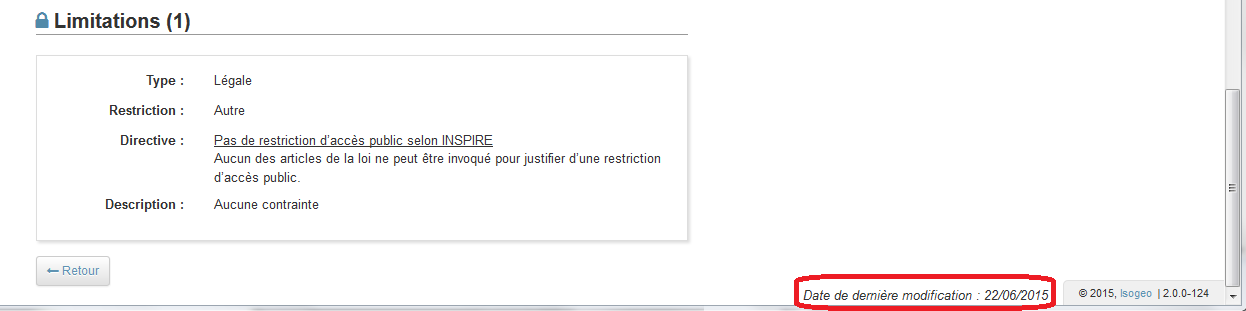 Limitations (1)
Type : Légale
Restriction : Autre
Directive : Pas de restriction d'accès public selon INSPIRE
Aucun des articles de la loi ne peut être invoqué pour justifier d'une restriction
d'accès public.
Description : Aucune contrainte
Retour
Date de dernière modification : 22/06/2015
© 2015, Isogeo | 2.0.0-124